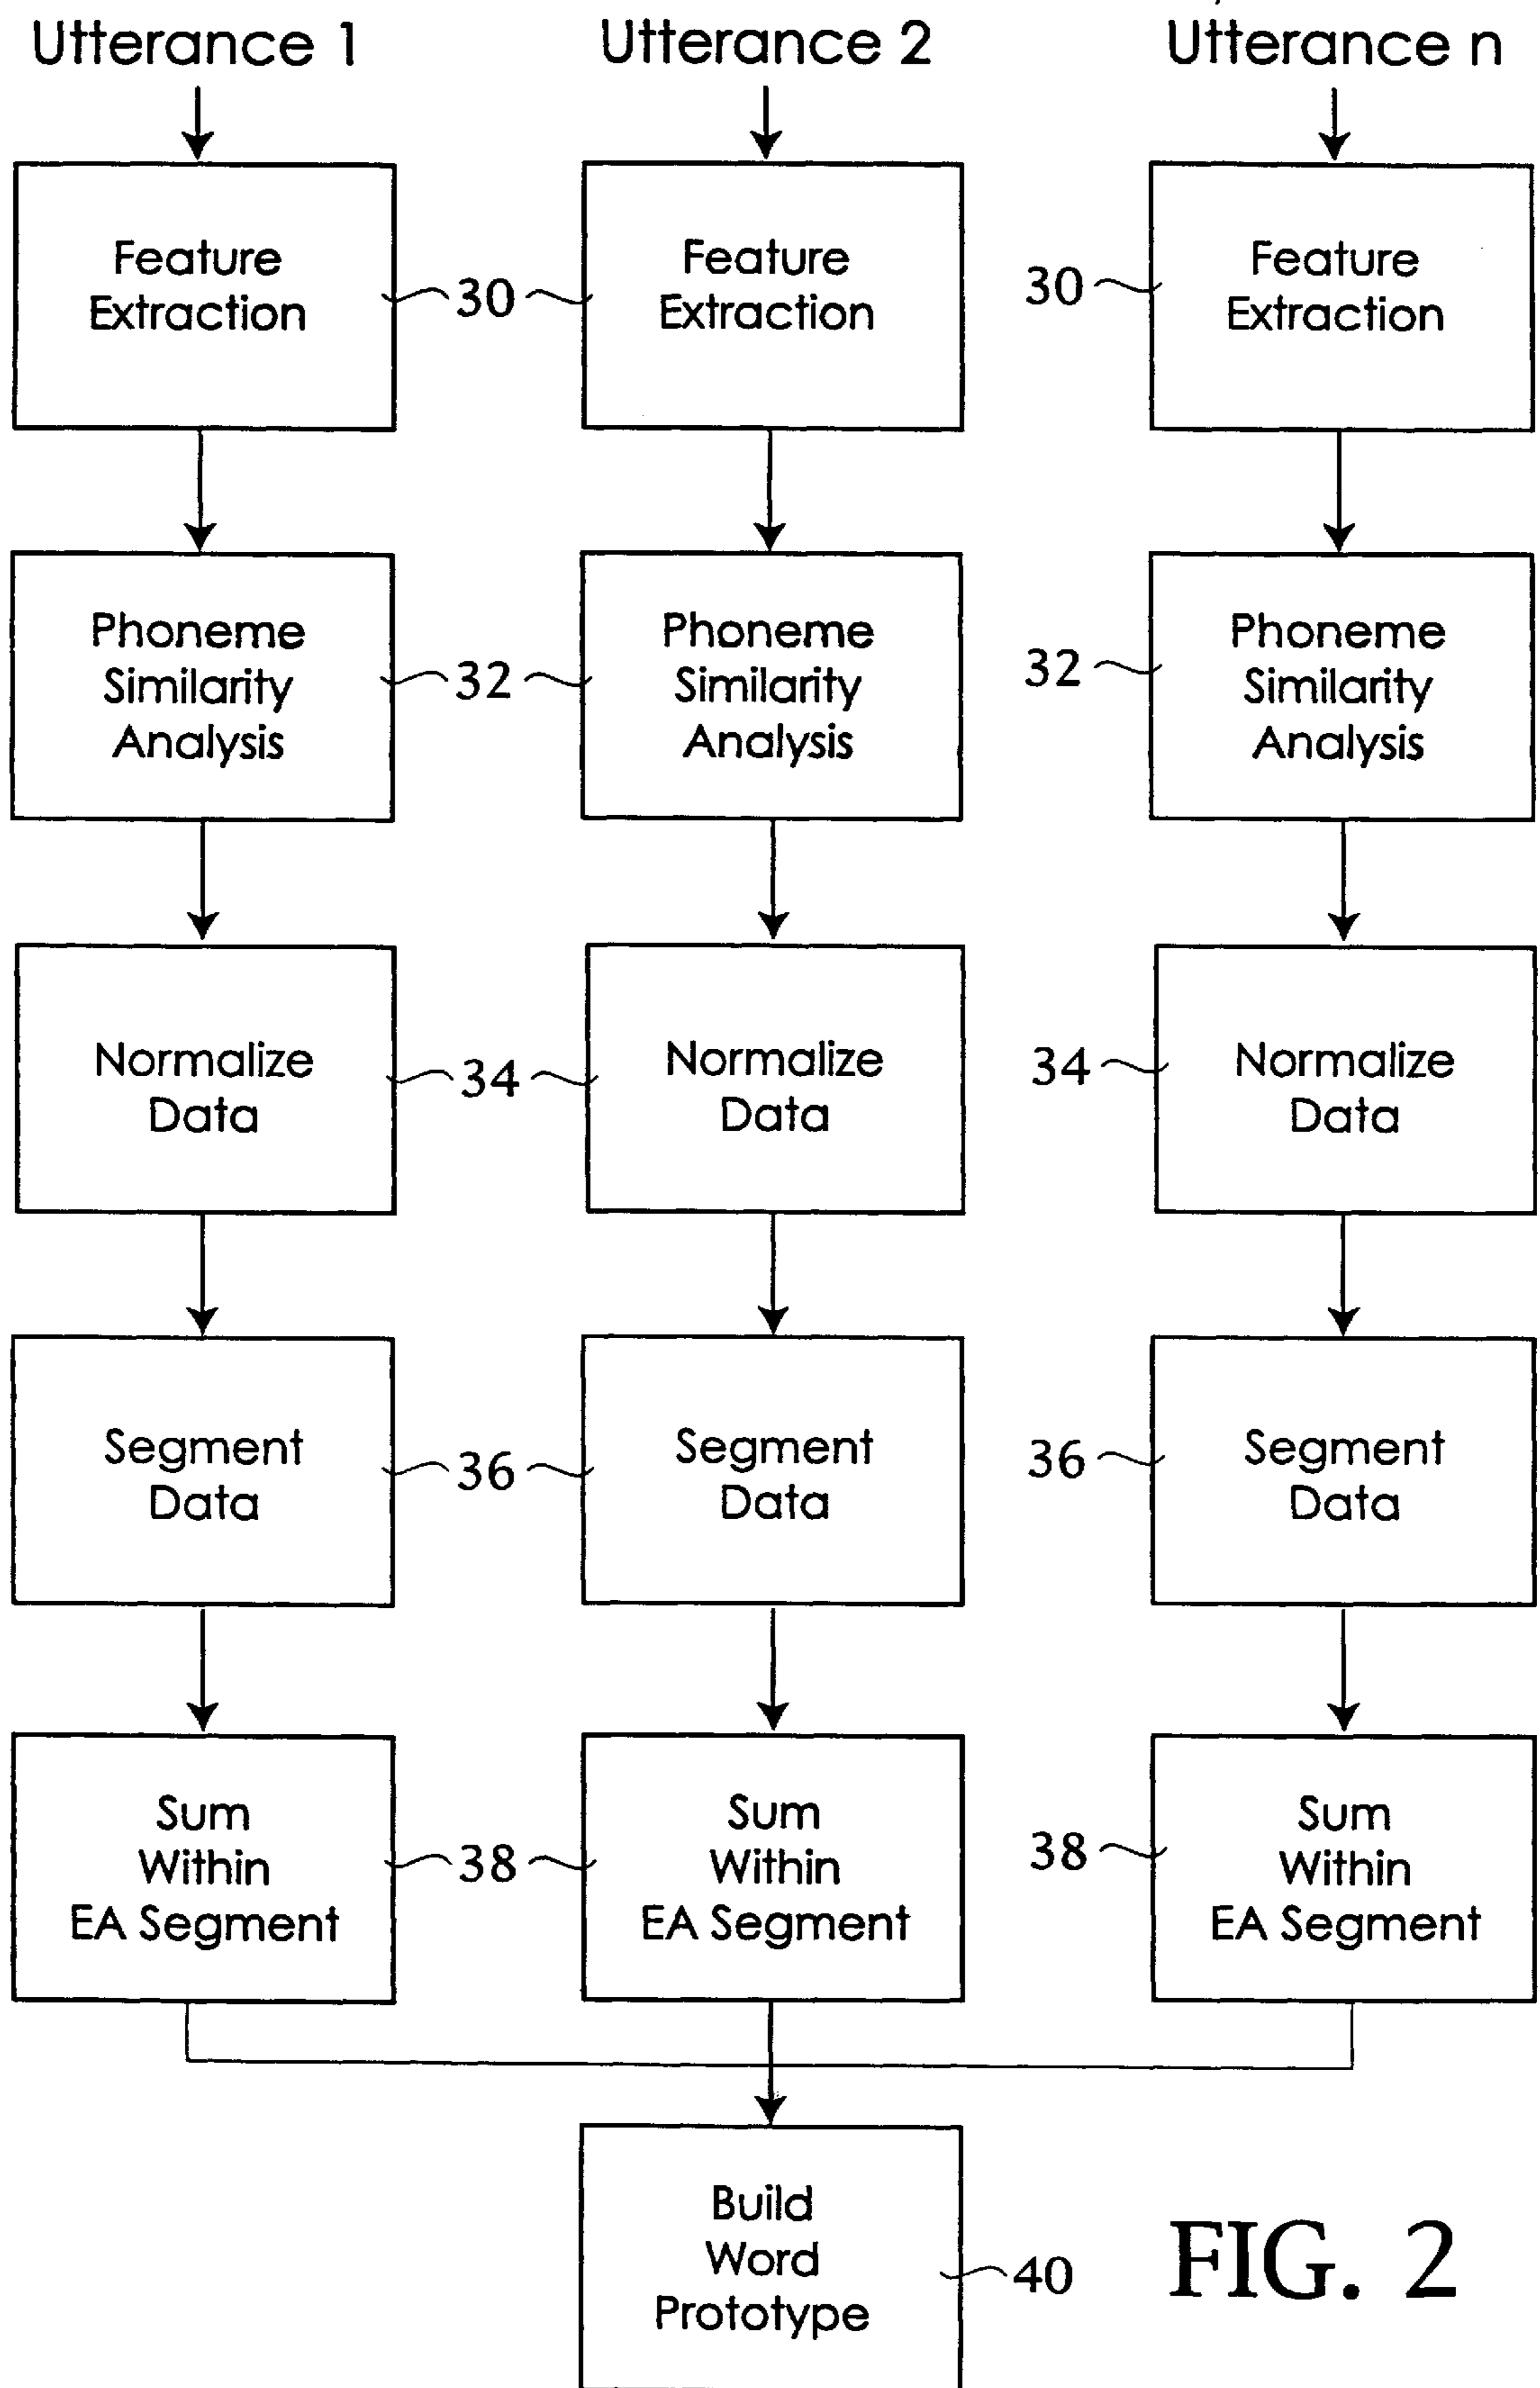 Utterance 1 Utterance 2 Utterance n
Feature Feature Feature
Extraction 30 Extraction 30 Extraction
Phoneme Phoneme Phoneme
Similarity 32 Similarity 32 Similarity
Analysis Analysis Analysis
Normalize 34 Normalize 34 Normalize
Data Data Data
Segment 36 Segment 36 Segment
Data Data Data
Sum Sum Sum
Within 38 Within 38 Within
EA Segment EA Segment EA Segment
Build
Word 40
Prototype
FIG. 2